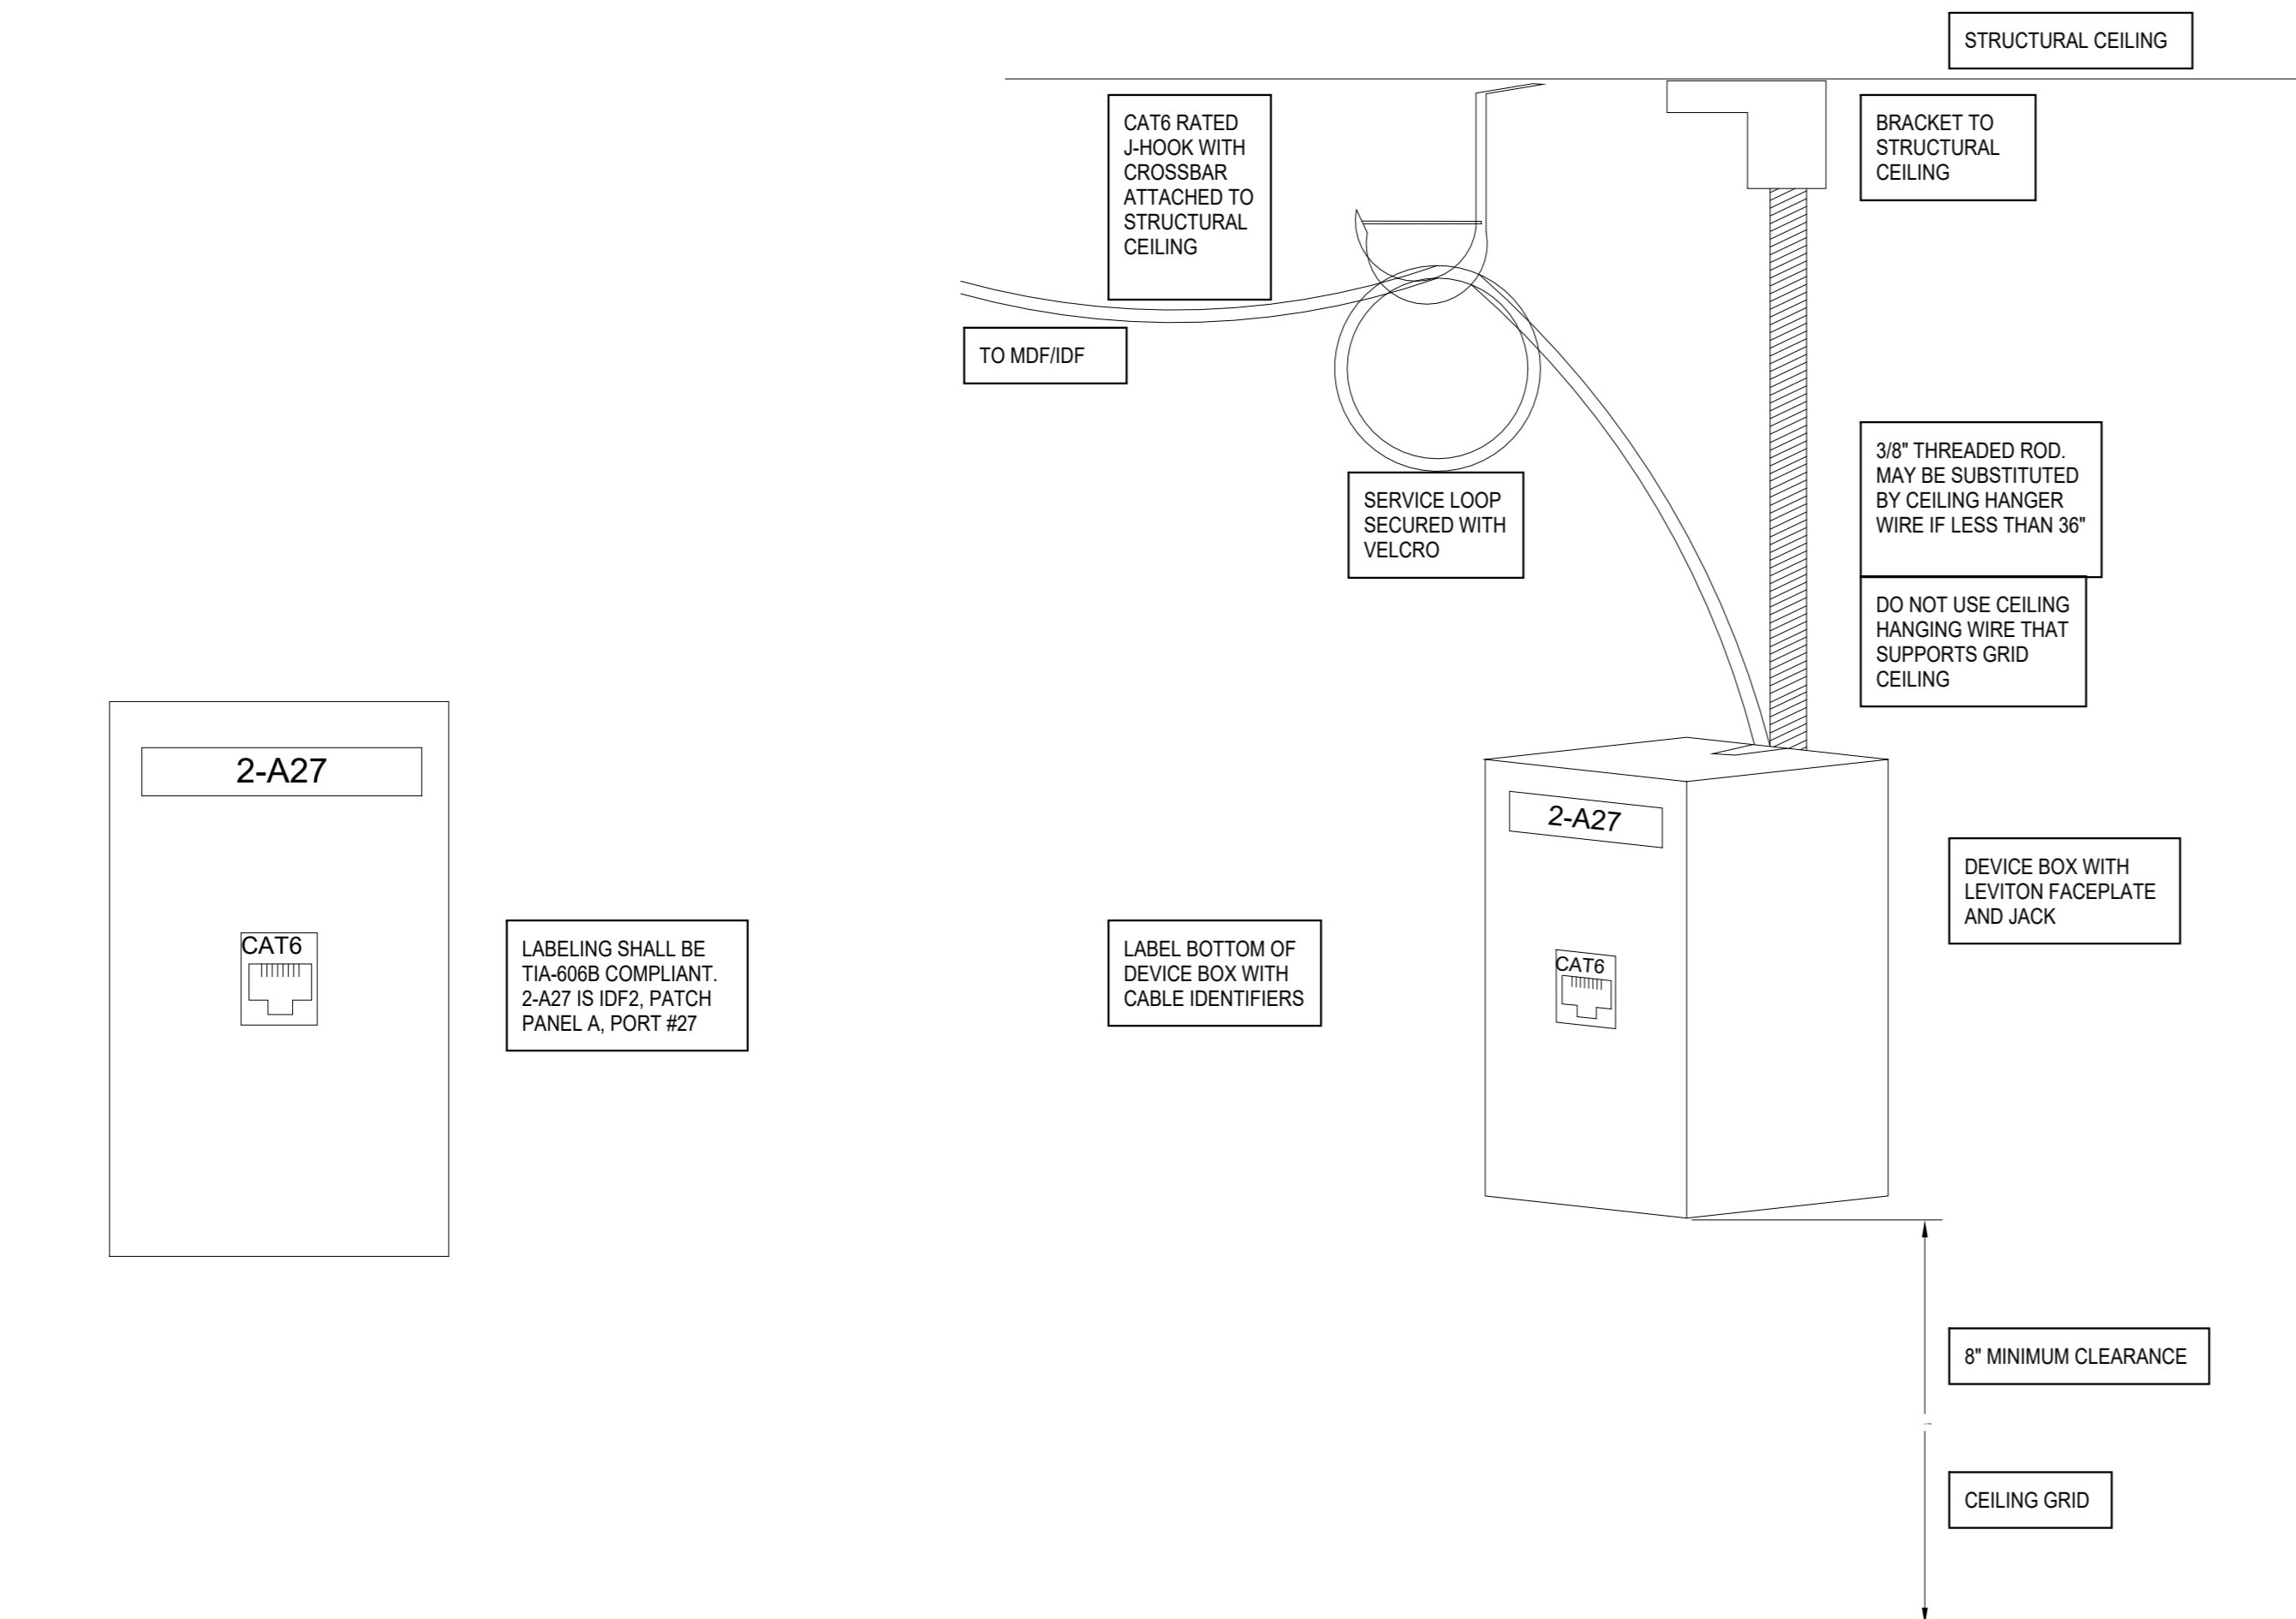 STRUCTURAL CEILING
CAT6 RATED
J-HOOK WITH
CROSSBAR
ATTACHED TO
STRUCTURAL
CEILING
BRACKET TO
STRUCTURAL
CEILING
TO MDF/IDF
3/8" THREADED ROD.
MAY BE SUBSTITUTED
BY CEILING HANGER
WIRE IF LESS THAN 36"
SERVICE LOOP
SECURED WITH
VELCRO
DO NOT USE CEILING
HANGING WIRE THAT
SUPPORTS GRID
CEILING
2-A27
CAT6
LABELING SHALL BE
TIA-606B COMPLIANT.
2-A27 IS IDF2, PATCH
PANEL A, PORT #27
LABEL BOTTOM OF
DEVICE BOX WITH
CABLE IDENTIFIERS
2-A27
CAT6
DEVICE BOX WITH
LEVITON FACEPLATE
AND JACK
8" MINIMUM CLEARANCE
CEILING GRID